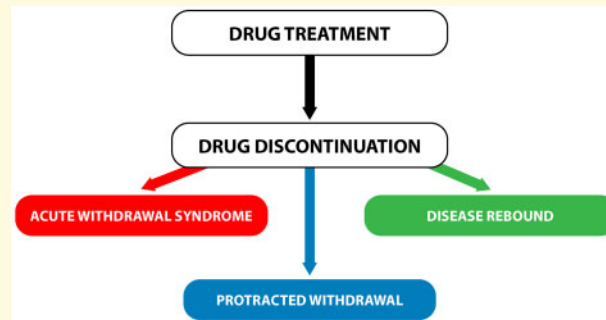 DRUG TREATMENT
DRUG DISCONTINUATION
ACUTE WITHDRAWAL SYNDROME
DISEASE REBOUND
PROTRACTED WITHDRAWAL